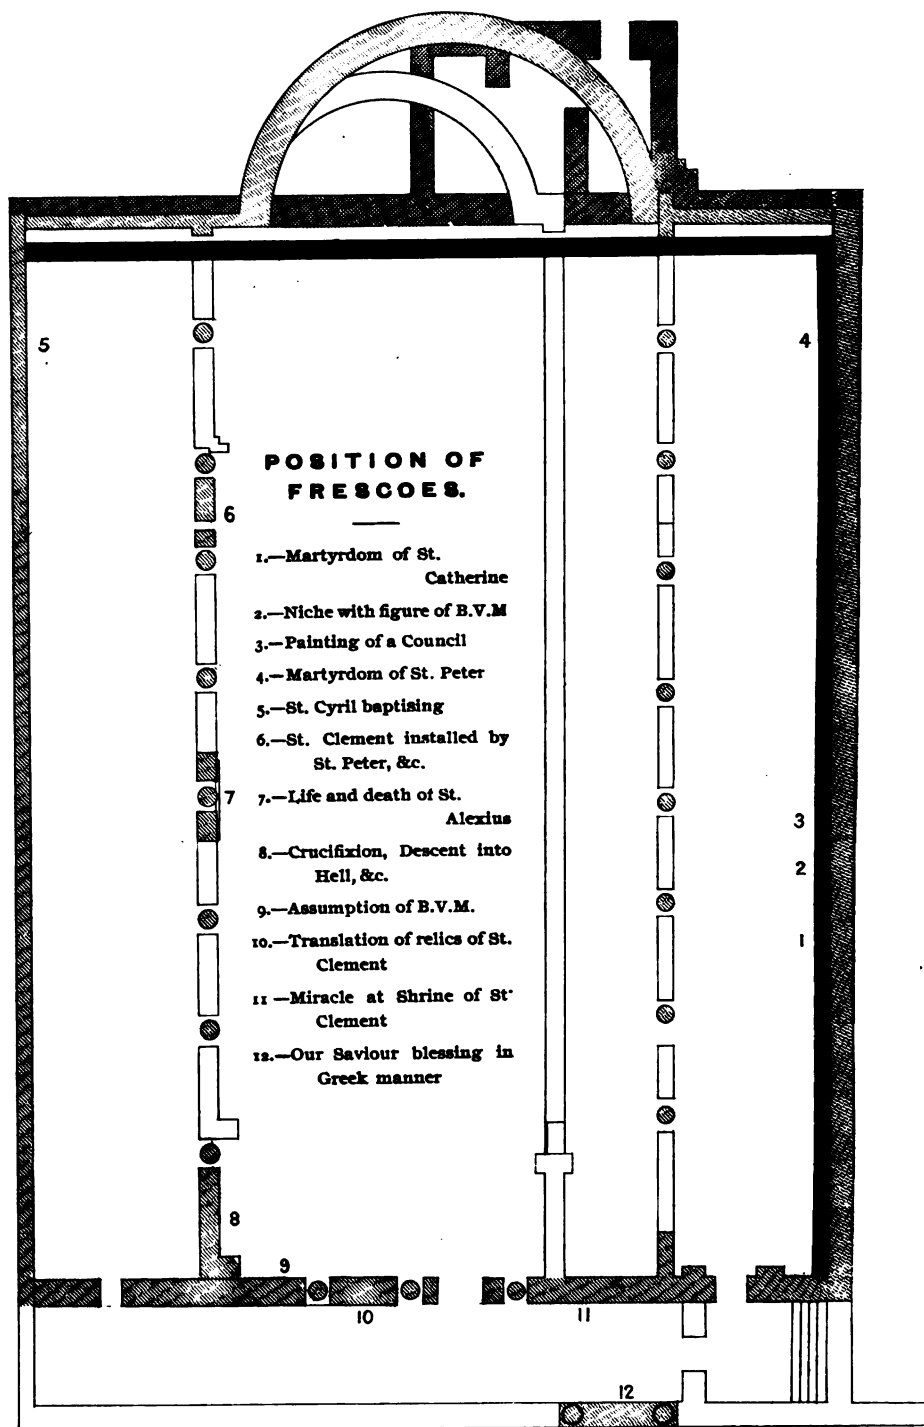 5
4
POSITION OF
FRESCOES.
6
1.—Martyrdom of St.
Catherine
2.—Niche with figure of B.V.M
3.—Painting of a Council
4.—Martyrdom of St. Peter
5.—St. Cyril baptising
6.—St. Clement installed by
St. Peter, &c.
7
7.—Life and death of St.
Alexius
3
8.—Crucifixion, Descent into
Hell, &c.
2
9.—Assumption of B.V.M.
10.—Translation of relics of St.
Clement
1
11—Miracle at Shrine of St·
Clement
12.—Our Saviour blessing in
Greek manner
8
9
10
11
12